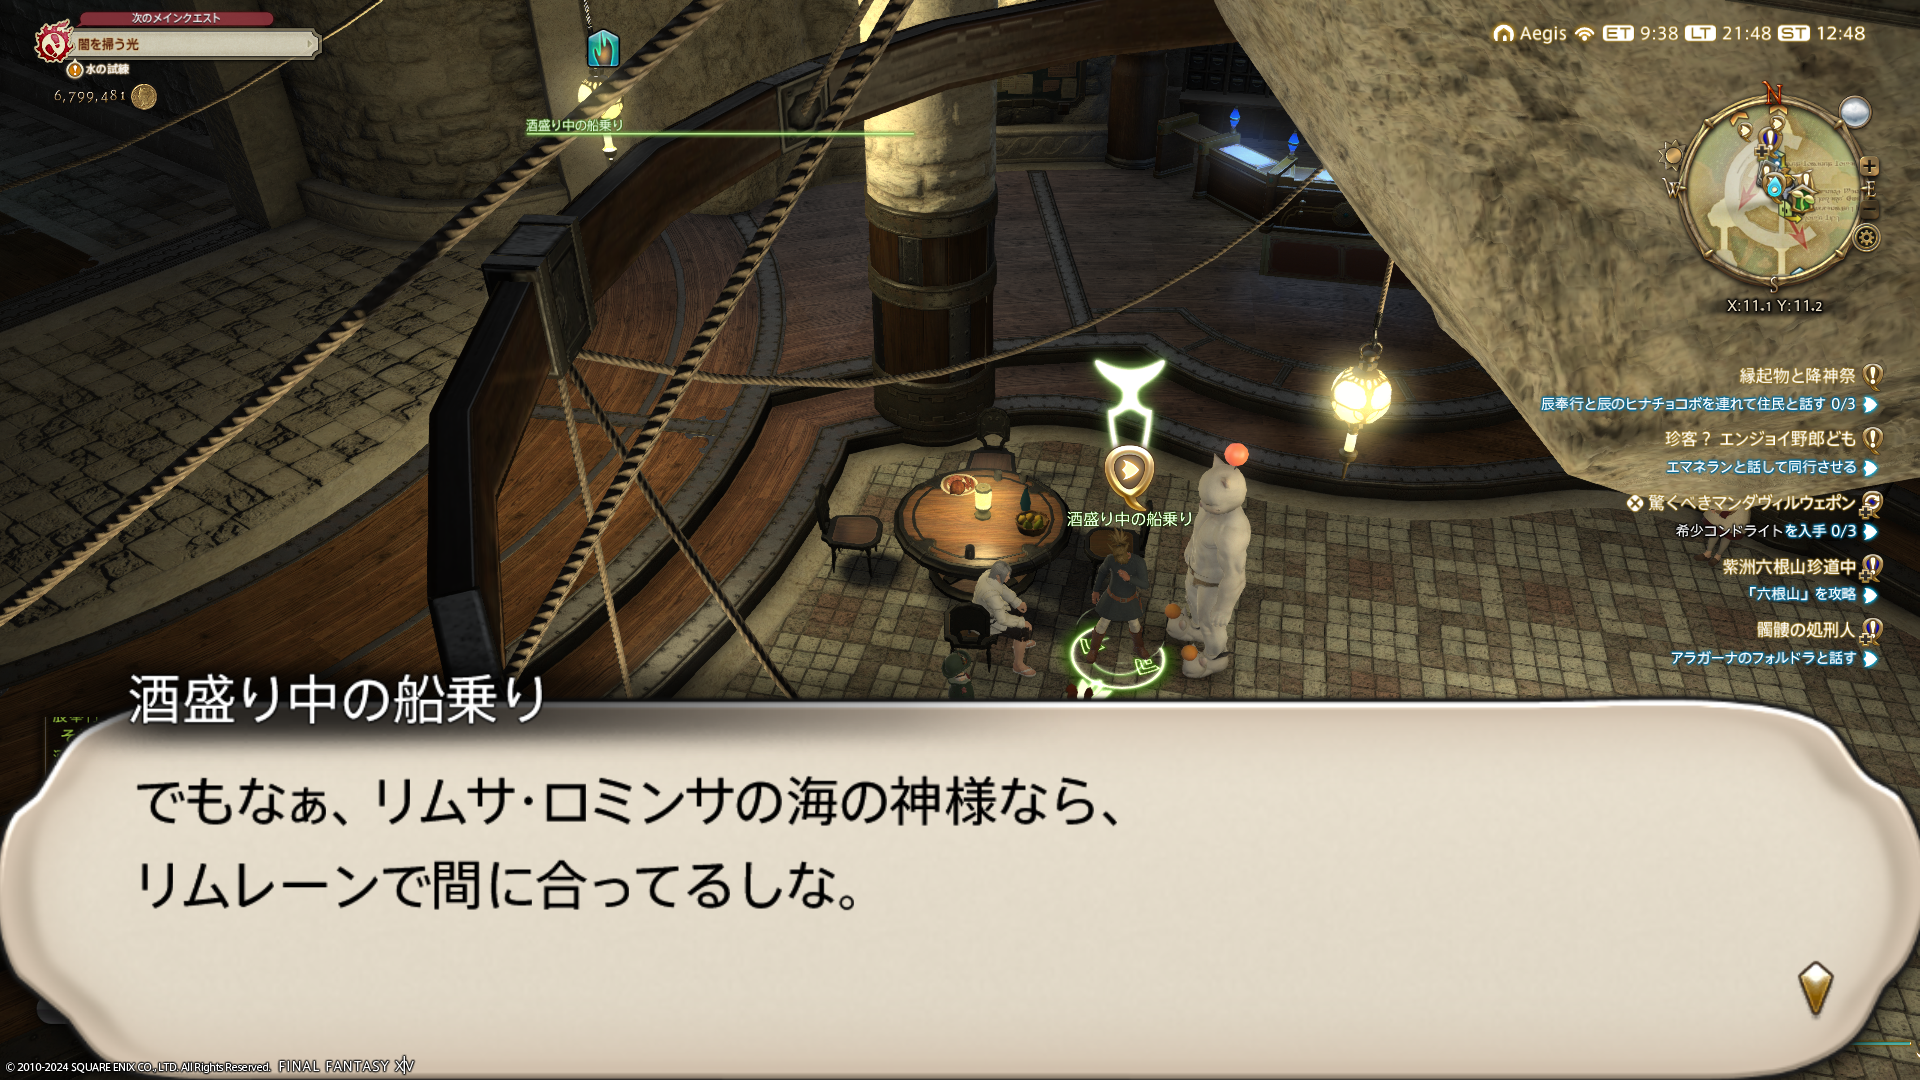 次のメインクエスト
闇を掃う光
水の試練
6,799,481
Aegis ET 9:38 LT 21:48 ST 12:48
酒盛り中の船乗り
N
W
E
S
X:11.1 Y:11.2
縁起物と降神祭
辰奉行と辰のヒナチョコボを連れて住民と話す 0/3
珍客？ エンジョイ野郎ども
エマネランと話して同行させる
驚くべきマンダヴィルウェポン
希少コンドライトを入手 0/3
紫洲六根山珍道中
「六根山」を攻略
髑髏の処刑人
アラガーナのフォルドラと話す
酒盛り中の船乗り
酒盛り中の船乗り
でもなぁ、リムサ・ロミンサの海の神様なら、
リムレーンで間に合ってるしな。
© 2010-2024 SQUARE ENIX CO., LTD. All Rights Reserved. FINAL FANTASY XIV